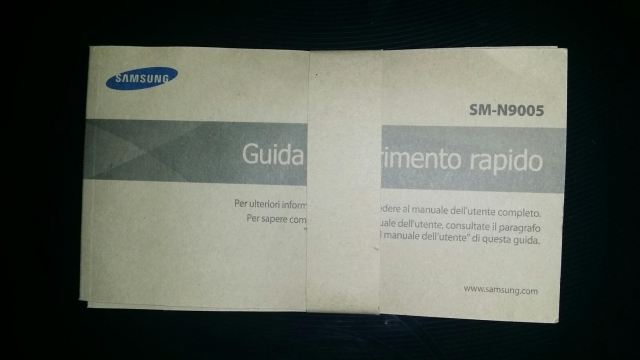 SAMSUNG
SM-N9005
Guida rimento rapido
Per ulteriori inform edere al manuale dell'utente completo.
Per sapere com uale dell'utente, consultate il paragrafo
" l manuale dell'utente" di questa guida.
www.samsung.com